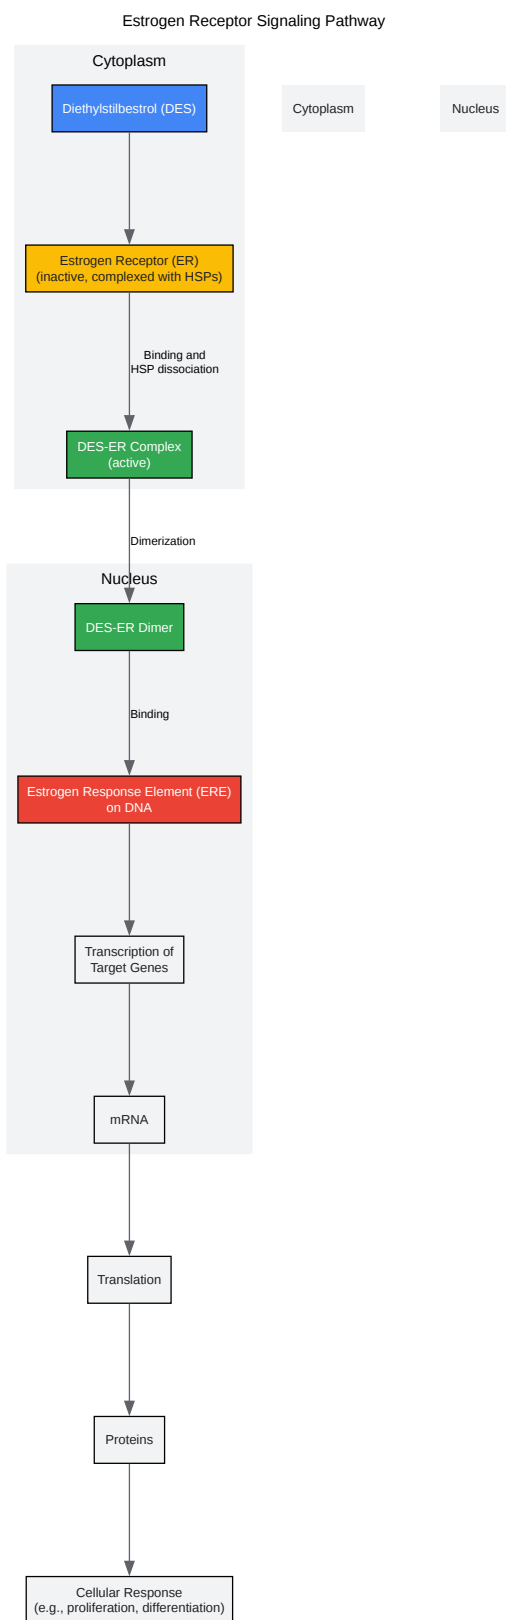 Estrogen Receptor Signaling Pathway
Cytoplasm
Diethylstilbestrol (DES)
Cytoplasm
Nucleus
Estrogen Receptor (ER)
(inactive, complexed with HSPs)
Binding and
HSP dissociation
DES-ER Complex
(active)
Dimerization
Nucleus
DES-ER Dimer
Binding
Estrogen Response Element (ERE)
on DNA
Transcription of
Target Genes
mRNA
Translation
Proteins
Cellular Response
(e.g., proliferation, differentiation)